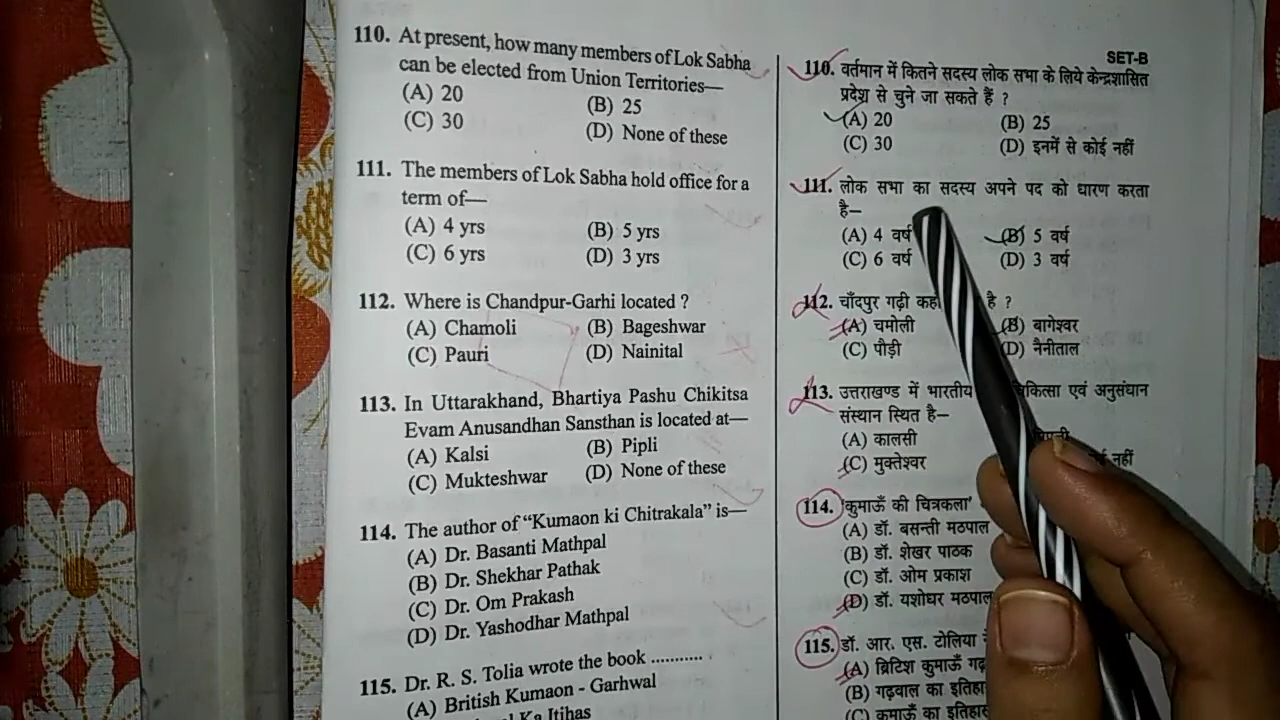 110. At present, how many members of Lok Sabha
can be elected from Union Territories—
(A) 20 (B) 25
(C) 30 (D) None of these
111. The members of Lok Sabha hold office for a
term of—
(A) 4 yrs (B) 5 yrs
(C) 6 yrs (D) 3 yrs
112. Where is Chandpur-Garhi located ?
(A) Chamoli (B) Bageshwar
(C) Pauri (D) Nainital
113. In Uttarakhand, Bhartiya Pashu Chikitsa
Evam Anusandhan Sansthan is located at—
(A) Kalsi (B) Pipli
(C) Mukteshwar (D) None of these
114. The author of “Kumaon ki Chitrakala” is—
(A) Dr. Basanti Mathpal
(B) Dr. Shekhar Pathak
(C) Dr. Om Prakash
(D) Dr. Yashodhar Mathpal
115. Dr. R. S. Tolia wrote the book ...........
(A) British Kumaon - Garhwal
Ka Itihas
SET-B
110. वर्तमान में कितने सदस्य लोक सभा के लिये केन्द्रशासित
प्रदेश से चुने जा सकते हैं ?
(A) 20 (B) 25
(C) 30 (D) इनमें से कोई नहीं
111. लोक सभा का सदस्य अपने पद को धारण करता
है—
(A) 4 वर्ष (B) 5 वर्ष
(C) 6 वर्ष (D) 3 वर्ष
112. चाँदपुर गढ़ी है ?
(A) चमोली (B) बागेश्वर
(C) पौड़ी (D) नैनीताल
113. उत्तराखण्ड में भारतीय एवं अनुसंधान
संस्थान स्थित है—
(A) कालसी
(C) मुक्तेश्वर नहीं
114. 'कुमाऊँ की चित्रकला'
(A) डॉ. बसन्ती मठपाल
(B) डॉ. शेखर पाठक
(C) डॉ. ओम प्रकाश
(D) डॉ. यशोधर मठपाल
115. डॉ. आर. एस. टोलिया
(A) ब्रिटिश कुमाऊँ
(B) गढ़वाल का
(C) कुमाऊँ का